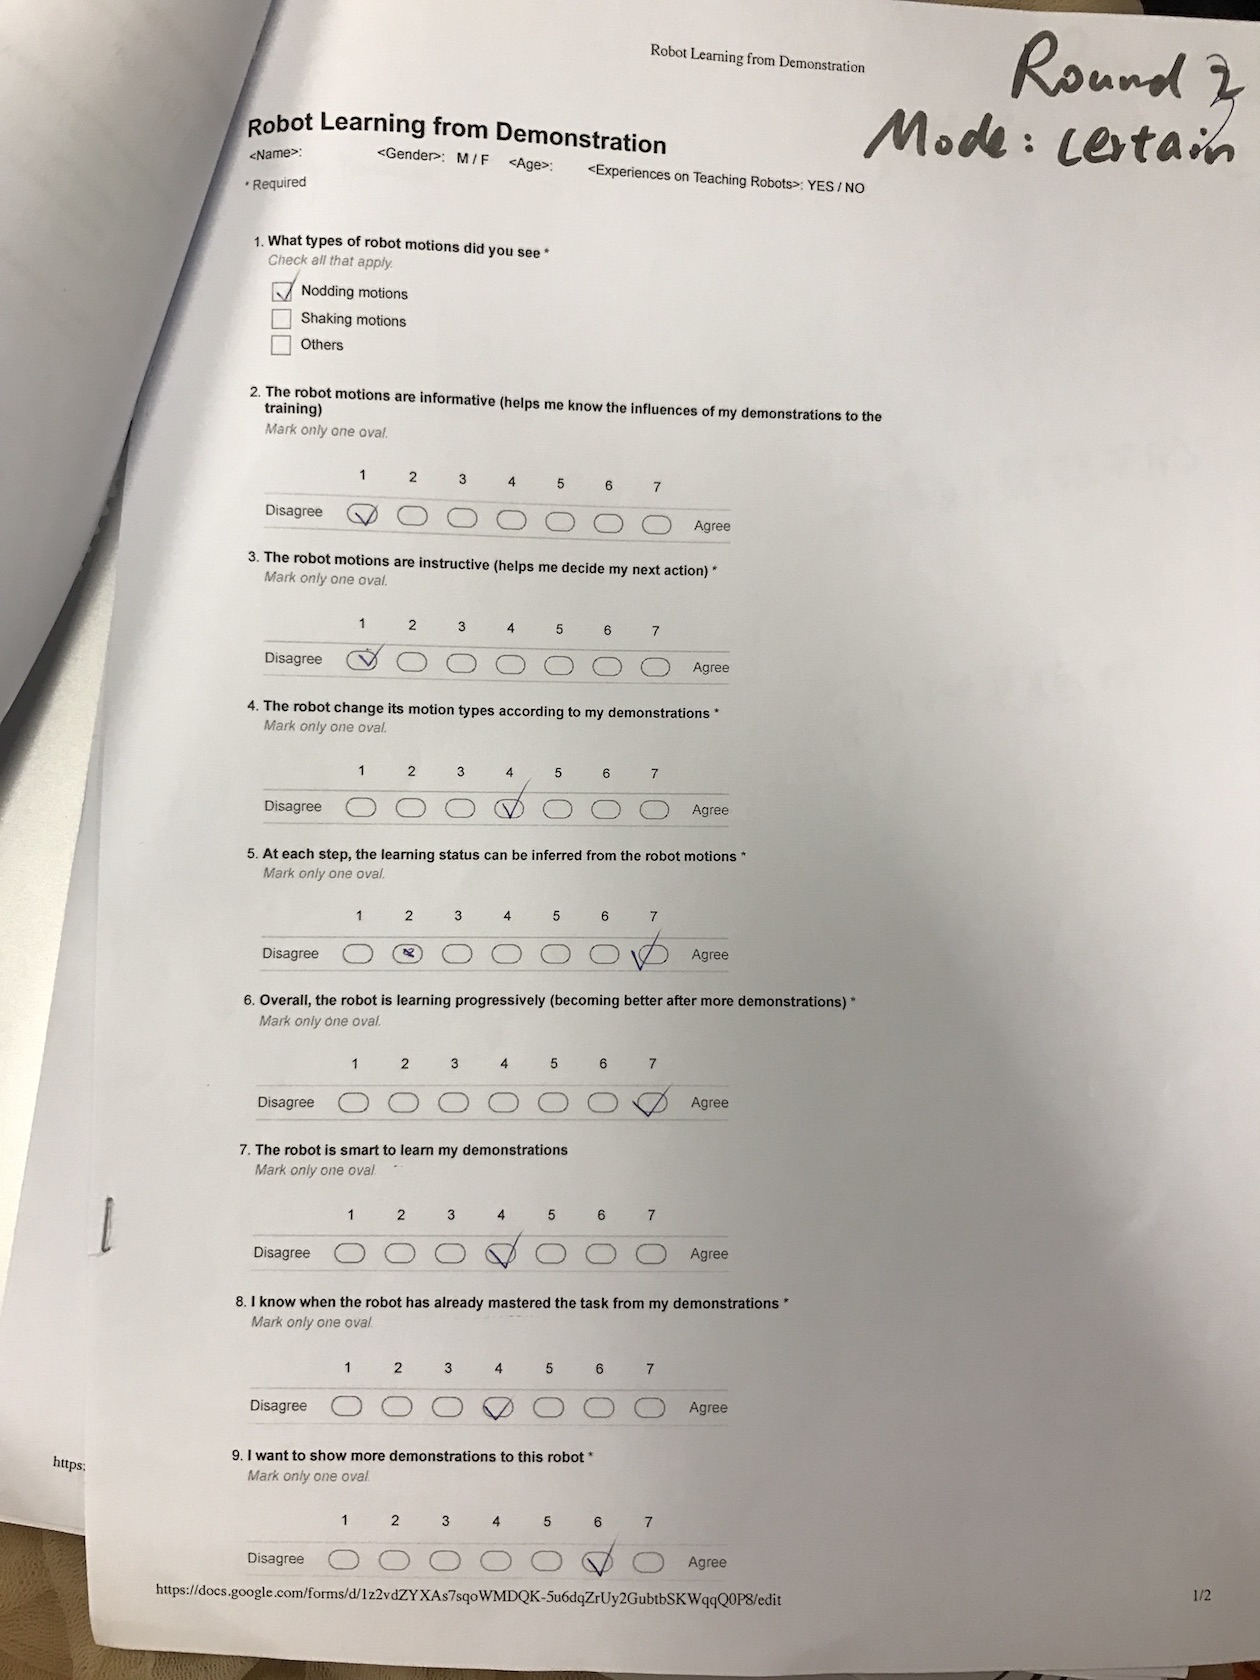 Robot Learning from Demonstration
Round 2
Mode: certain
Robot Learning from Demonstration
<Name>: <Gender>: M / F <Age>: <Experiences on Teaching Robots>: YES / NO
* Required
1. What types of robot motions did you see *
Check all that apply.
Nodding motions
Shaking motions
Others
2. The robot motions are informative (helps me know the influences of my demonstrations to the
training)
Mark only one oval.
1 2 3 4 5 6 7
Disagree Agree
3. The robot motions are instructive (helps me decide my next action) *
Mark only one oval.
1 2 3 4 5 6 7
Disagree Agree
4. The robot change its motion types according to my demonstrations *
Mark only one oval.
1 2 3 4 5 6 7
Disagree Agree
5. At each step, the learning status can be inferred from the robot motions *
Mark only one oval.
1 2 3 4 5 6 7
Disagree Agree
6. Overall, the robot is learning progressively (becoming better after more demonstrations) *
Mark only one oval.
1 2 3 4 5 6 7
Disagree Agree
7. The robot is smart to learn my demonstrations
Mark only one oval
1 2 3 4 5 6 7
Disagree Agree
8. I know when the robot has already mastered the task from my demonstrations *
Mark only one oval
1 2 3 4 5 6 7
Disagree Agree
9. I want to show more demonstrations to this robot *
Mark only one oval
1 2 3 4 5 6 7
Disagree Agree
https:
https://docs.google.com/forms/d/1z2vdZYXAs7sqoWMDQK-5u6dqZrUy2GubtbSKWqqQ0P8/edit
1/2